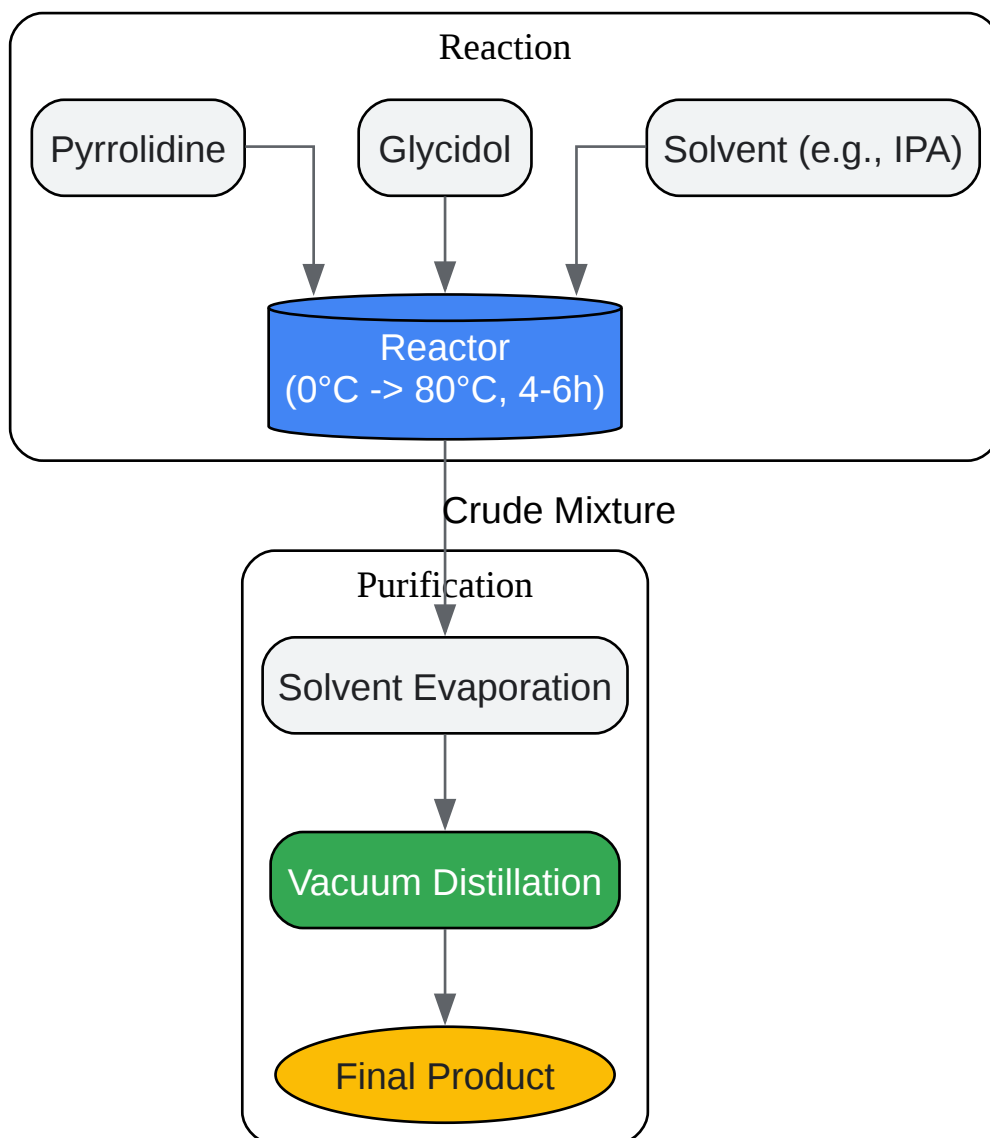 Reaction
Pyrrolidine
Glycidol
Solvent (e.g., IPA)
Reactor
(0°C -> 80°C, 4-6h)
Crude Mixture
Purification
Solvent Evaporation
Vacuum Distillation
Final Product